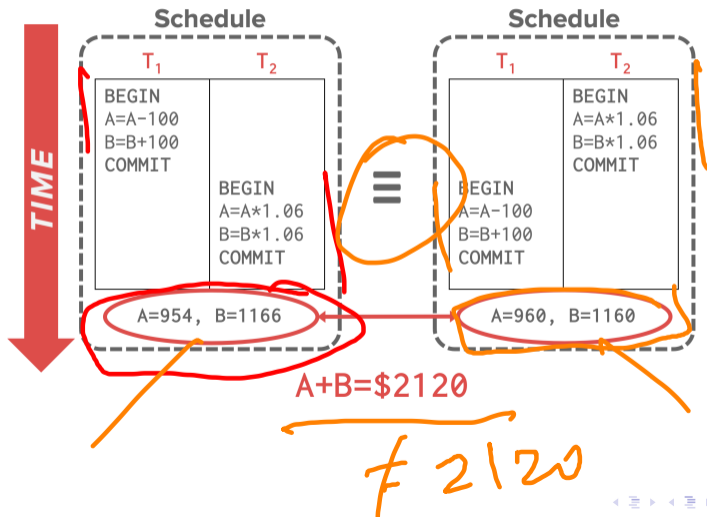 Schedule
T1 T2
BEGIN
A=A-100
B=B+100
COMMIT
BEGIN
A=A*1.06
B=B*1.06
COMMIT
A=954, B=1166
TIME
≡
Schedule
T1 T2
BEGIN
A=A*1.06
B=B*1.06
COMMIT
BEGIN
A=A-100
B=B+100
COMMIT
A=960, B=1160
A+B=$2120
≠ 2120